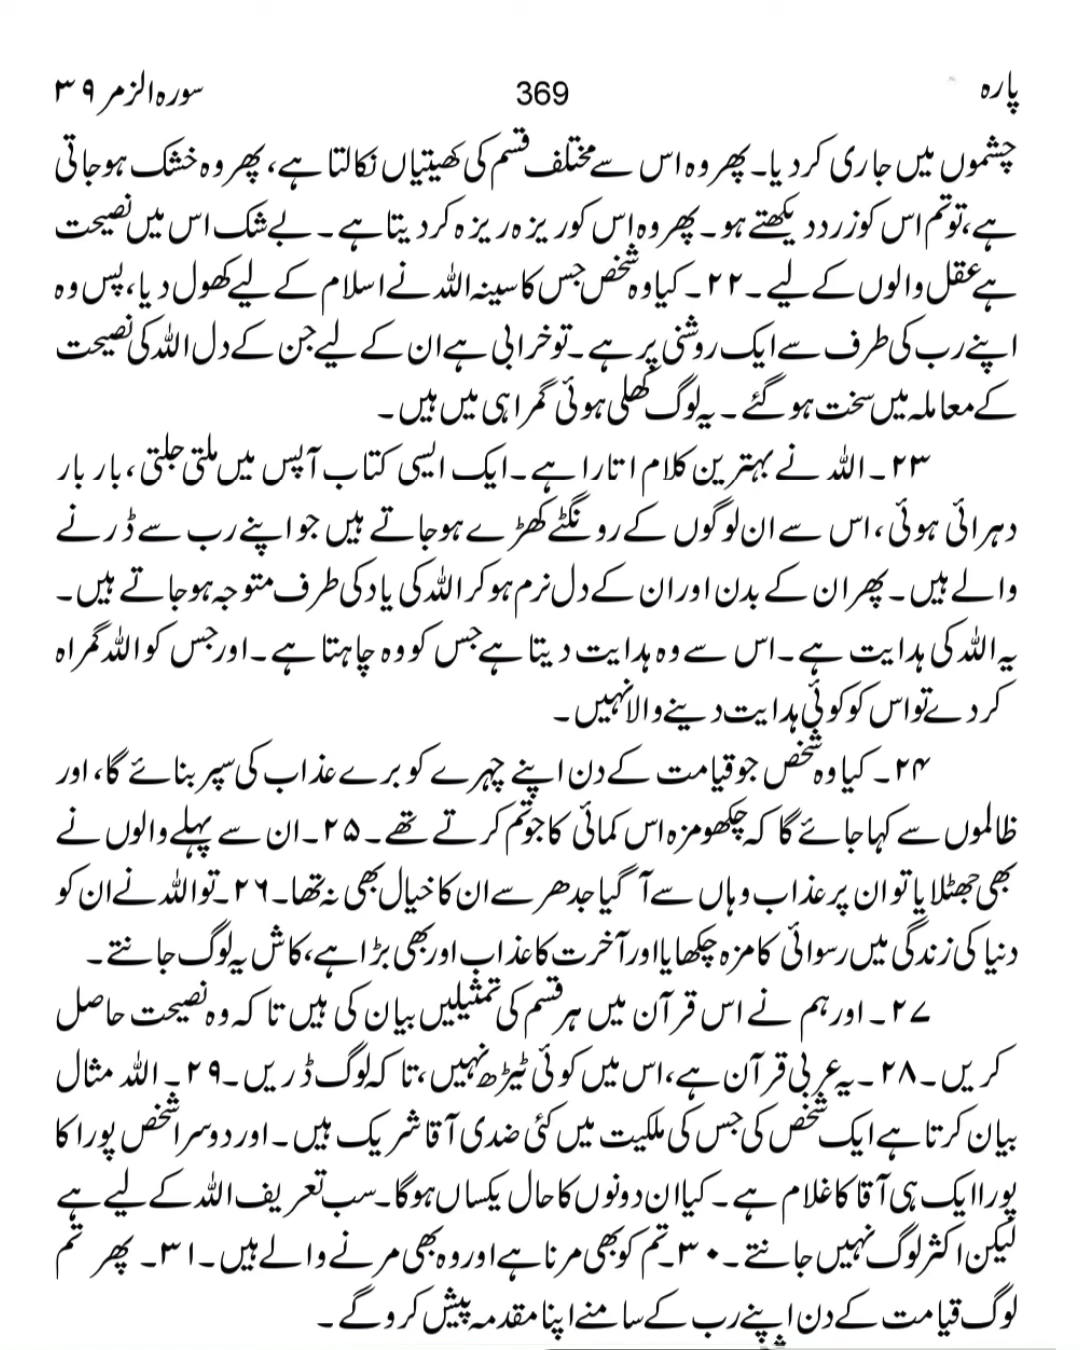 پارہ 369 سورہ الزمر ۳۹
چشموں میں جاری کر دیا۔ پھر وہ اس سے مختلف قسم کی کھیتیاں نکالتا ہے، پھر وہ خشک ہو جاتی
ہے، تو تم اس کو زرد دیکھتے ہو۔ پھر وہ اس کو ریزہ ریزہ کر دیتا ہے۔ بے شک اس میں نصیحت
ہے عقل والوں کے لیے۔ ۲۲۔ کیا وہ شخص جس کا سینہ اللہ نے اسلام کے لیے کھول دیا، پس وہ
اپنے رب کی طرف سے ایک روشنی پر ہے۔ تو خرابی ہے ان کے لیے جن کے دل اللہ کی نصیحت
کے معاملہ میں سخت ہو گئے۔ یہ لوگ کھلی ہوئی گمراہی میں ہیں۔
۲۳۔ اللہ نے بہترین کلام اتارا ہے۔ ایک ایسی کتاب آپس میں ملتی جلتی، بار بار
دہرائی ہوئی، اس سے ان لوگوں کے رونگٹے کھڑے ہو جاتے ہیں جو اپنے رب سے ڈرنے
والے ہیں۔ پھر ان کے بدن اور ان کے دل نرم ہو کر اللہ کی یاد کی طرف متوجہ ہو جاتے ہیں۔
یہ اللہ کی ہدایت ہے۔ اس سے وہ ہدایت دیتا ہے جس کو وہ چاہتا ہے۔ اور جس کو اللہ گمراہ
کر دے تو اس کو کوئی ہدایت دینے والا نہیں۔
۲۴۔ کیا وہ شخص جو قیامت کے دن اپنے چہرے کو برے عذاب کی سپر بنائے گا، اور
ظالموں سے کہا جائے گا کہ چکھو مزہ اس کمائی کا جو تم کرتے تھے۔ ۲۵۔ ان سے پہلے والوں نے
بھی جھٹلایا تو ان پر عذاب وہاں سے آ گیا جدھر سے ان کا خیال بھی نہ تھا۔ ۲۶۔ تو اللہ نے ان کو
دنیا کی زندگی میں رسوائی کا مزہ چکھایا اور آخرت کا عذاب اور بھی بڑا ہے، کاش یہ لوگ جانتے۔
۲۷۔ اور ہم نے اس قرآن میں ہر قسم کی تمثیلیں بیان کی ہیں تا کہ وہ نصیحت حاصل
کریں۔ ۲۸۔ یہ عربی قرآن ہے، اس میں کوئی ٹیڑھ نہیں، تا کہ لوگ ڈریں۔ ۲۹۔ اللہ مثال
بیان کرتا ہے ایک شخص کی جس کی ملکیت میں کئی ضدی آقا شریک ہیں۔ اور دوسرا شخص پورا کا
پورا ایک ہی آقا کا غلام ہے۔ کیا ان دونوں کا حال یکساں ہوگا۔ سب تعریف اللہ کے لیے ہے
لیکن اکثر لوگ نہیں جانتے۔ ۳۰۔ تم کو بھی مرنا ہے اور وہ بھی مرنے والے ہیں۔ ۳۱۔ پھر تم
لوگ قیامت کے دن اپنے رب کے سامنے اپنا مقدمہ پیش کرو گے۔